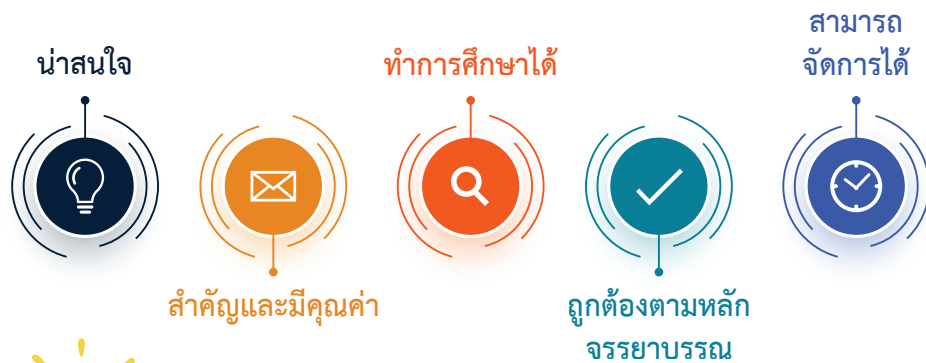 น่าสนใจ
สำคัญและมีคุณค่า
ทำการศึกษาได้
ถูกต้องตามหลัก
จรรยาบรรณ
สามารถ
จัดการได้